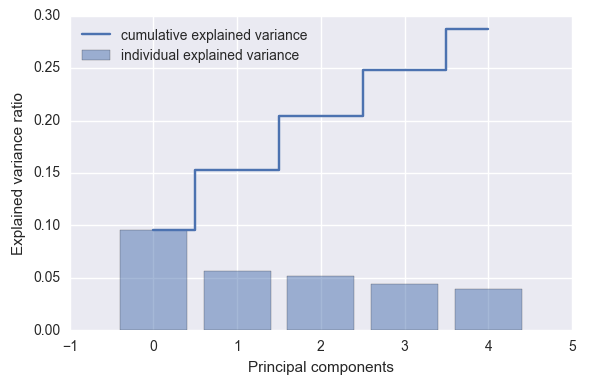 0.30
0.25
0.20
0.15
0.10
0.05
0.00
Explained variance ratio
cumulative explained variance
individual explained variance
−1 0 1 2 3 4 5
Principal components